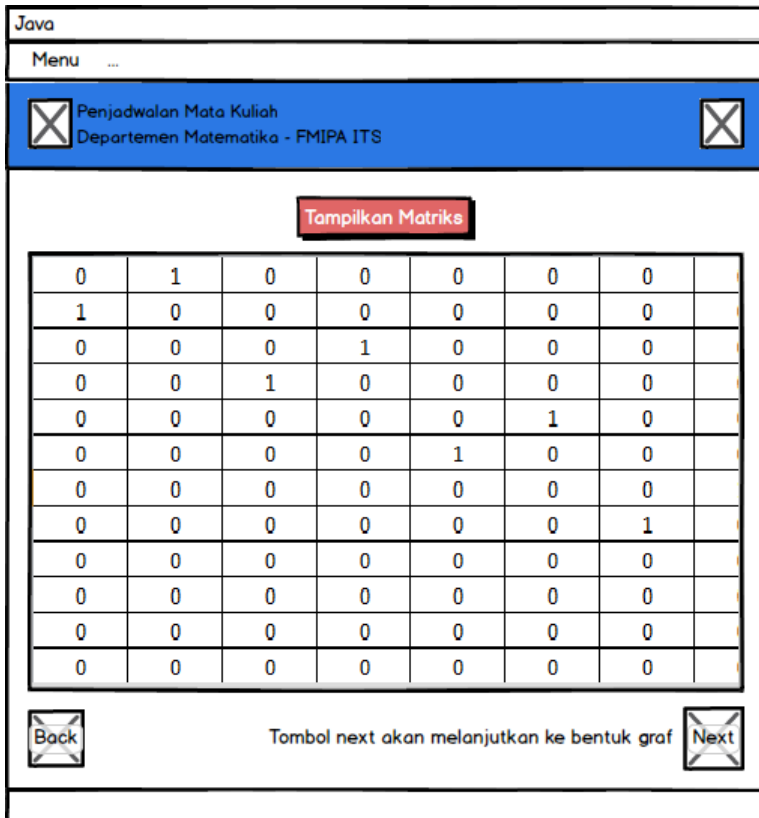 Java
Menu ...
Penjadwalan Mata Kuliah
Departemen Matematika - FMIPA ITS
Tampilkan Matriks
0 1 0 0 0 0 0
1 0 0 0 0 0 0
0 0 0 1 0 0 0
0 0 1 0 0 0 0
0 0 0 0 0 1 0
0 0 0 0 1 0 0
0 0 0 0 0 0 0
0 0 0 0 0 0 1
0 0 0 0 0 0 0
0 0 0 0 0 0 0
0 0 0 0 0 0 0
0 0 0 0 0 0 0
Back Tombol next akan melanjutkan ke bentuk graf Next